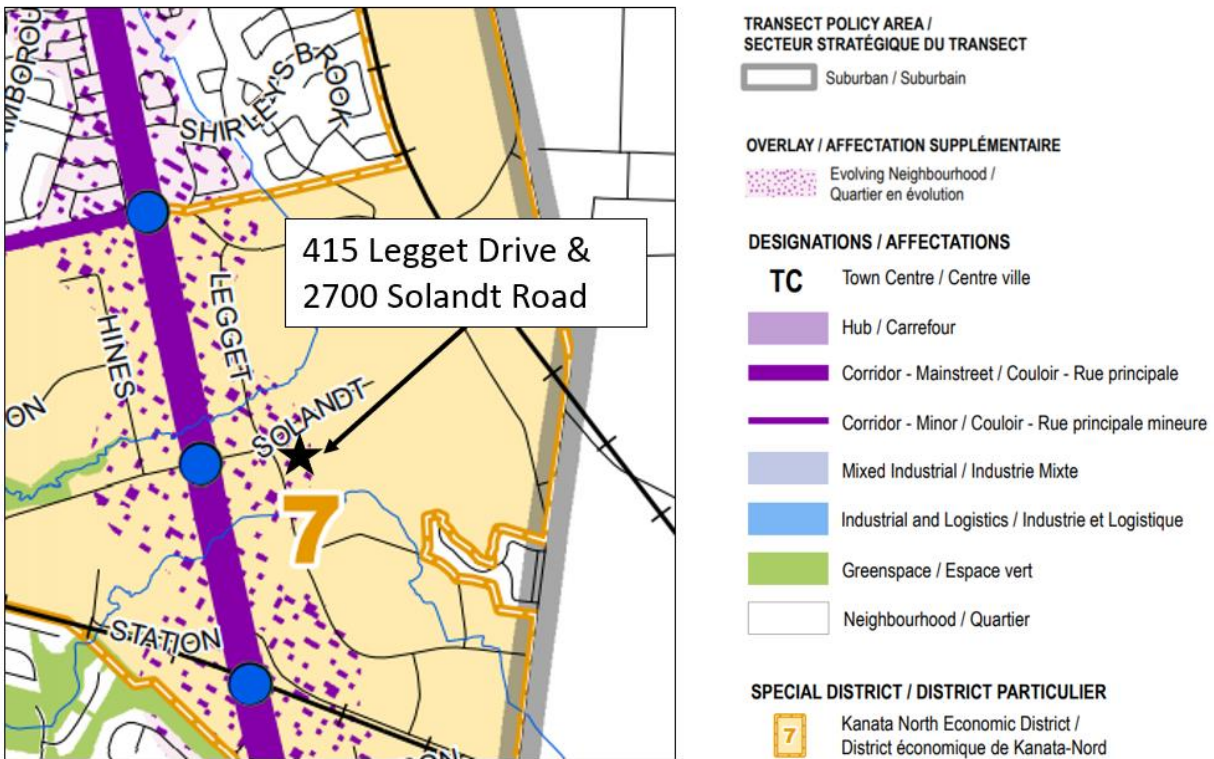 AMBOROU
SHIRLEY'S BROOK
415 Legget Drive &
2700 Solandt Road
LEGGET
HINES
SOLANDT
ON
7
STATION
ON
TRANSECT POLICY AREA /
SECTEUR STRATÉGIQUE DU TRANSECT
Suburban / Suburbain
OVERLAY / AFFECTATION SUPPLÉMENTAIRE
Evolving Neighbourhood /
Quartier en évolution
DESIGNATIONS / AFFECTATIONS
TC Town Centre / Centre ville
Hub / Carrefour
Corridor - Mainstreet / Couloir - Rue principale
Corridor - Minor / Couloir - Rue principale mineure
Mixed Industrial / Industrie Mixte
Industrial and Logistics / Industrie et Logistique
Greenspace / Espace vert
Neighbourhood / Quartier
SPECIAL DISTRICT / DISTRICT PARTICULIER
7 Kanata North Economic District /
District économique de Kanata-Nord